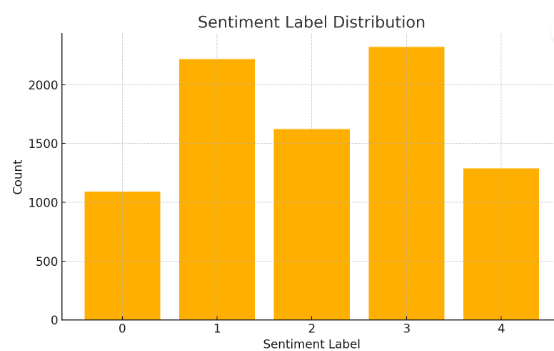 Sentiment Label Distribution
2000
1500
1000
500
0
Count
0 1 2 3 4
Sentiment Label